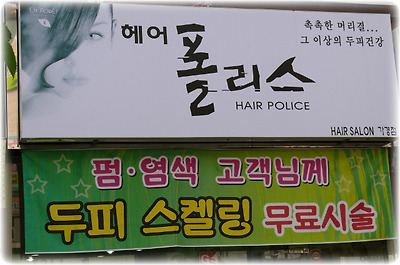 촉촉한 머리결...
그 이상의 두피건강
헤어
폴리스
HAIR POLICE
HAIR SALON
펌·염색 고객님께
두피 스켈링 무료시술